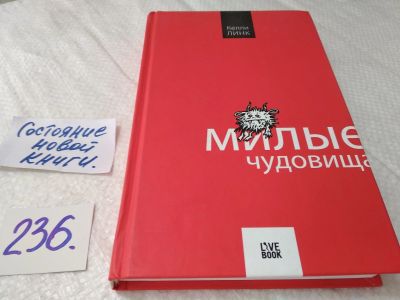 Келли
ЛИНК
милые
чудовища
LIVE
BOOK
Состояние
новой
книги.
236.